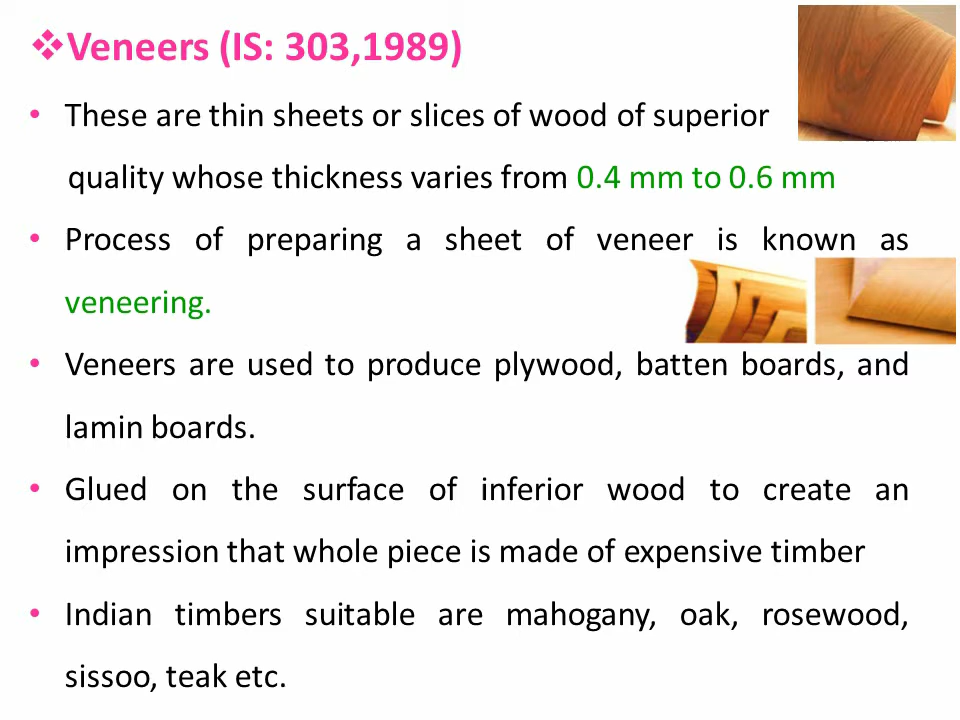 ❖Veneers (IS: 303,1989)
• These are thin sheets or slices of wood of superior
quality whose thickness varies from 0.4 mm to 0.6 mm
• Process of preparing a sheet of veneer is known as
veneering.
• Veneers are used to produce plywood, batten boards, and
lamin boards.
• Glued on the surface of inferior wood to create an
impression that whole piece is made of expensive timber
• Indian timbers suitable are mahogany, oak, rosewood,
sissoo, teak etc.